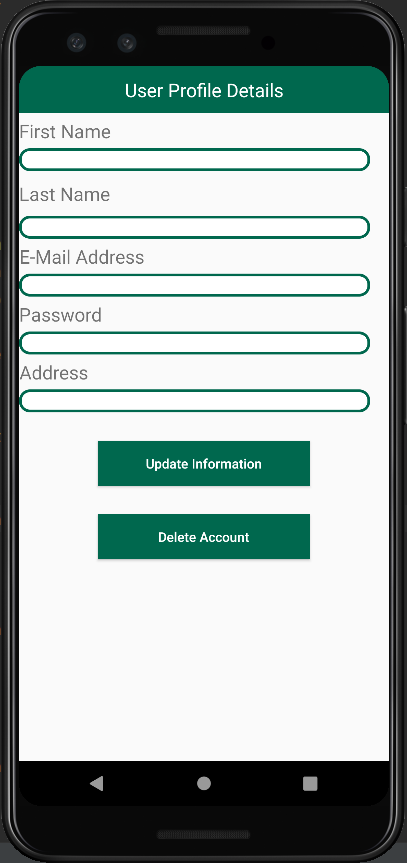 User Profile Details
First Name
Last Name
E-Mail Address
Password
Address
Update Information
Delete Account